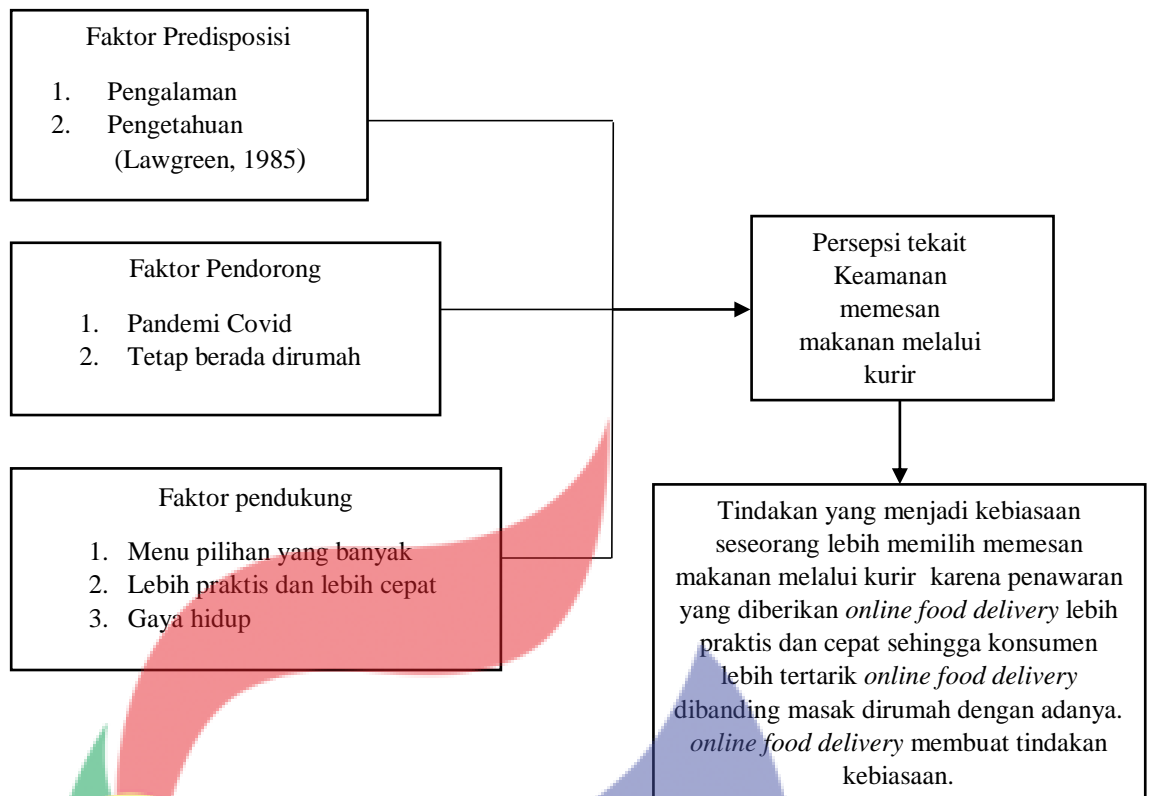 Faktor Predisposisi
1. Pengalaman
2. Pengetahuan
(Lawgreen, 1985)
Faktor Pendorong
1. Pandemi Covid
2. Tetap berada dirumah
Faktor pendukung
1. Menu pilihan yang banyak
2. Lebih praktis dan lebih cepat
3. Gaya hidup
Persepsi tekait
Keamanan
memesan
makanan melalui
kurir
Tindakan yang menjadi kebiasaan
seseorang lebih memilih memesan
makanan melalui kurir karena penawaran
yang diberikan online food delivery lebih
praktis dan cepat sehingga konsumen
lebih tertarik online food delivery
dibanding masak dirumah dengan adanya.
online food delivery membuat tindakan
kebiasaan.